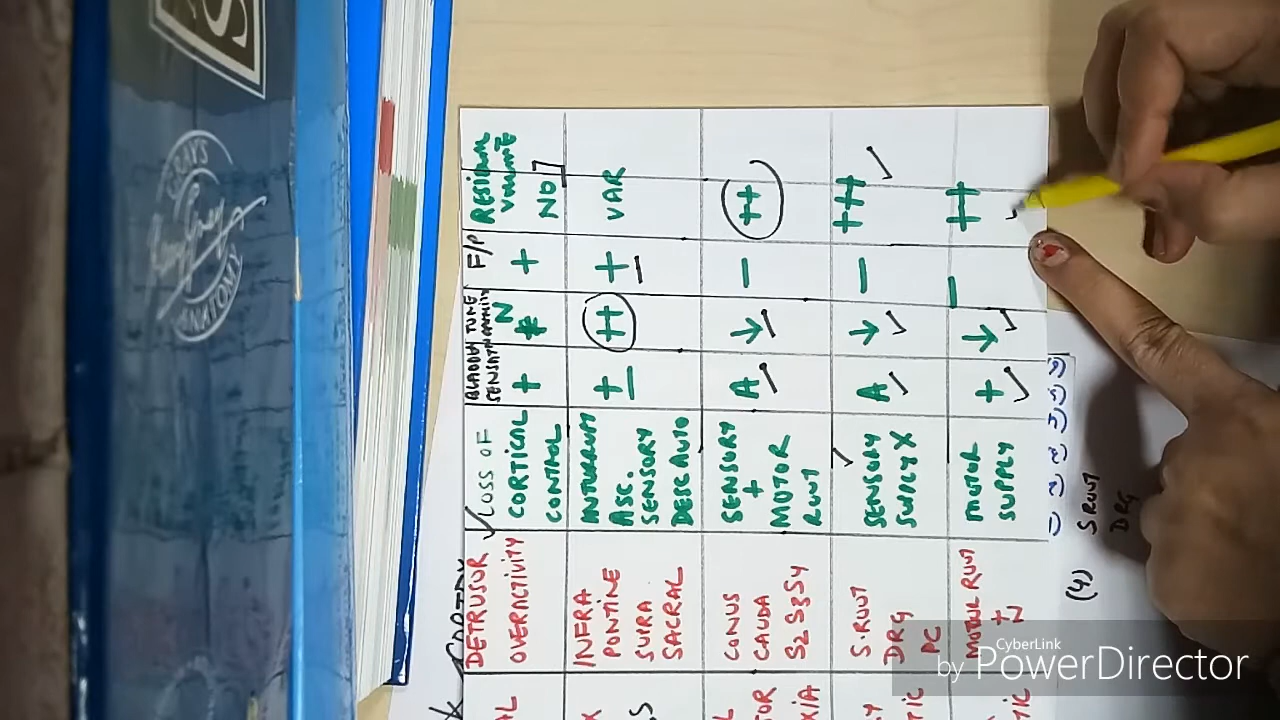 GRAY'S
ANATOMY
S
RESIDUAL
VOLUME
F/P
TONE
BLADDER
SENSATION
DETRUSOR
OVERACTIVITY
LOSS OF
CORTICAL
CONTROL
+
N
+
NO
INFRA
PONTINE
SUPRA
SACRAL
INTERRUPT
ASC.
SENSORY
DESC AUTO
±
++
±
VAR
CONUS
CAUDA
S2 S3 S4
SENSORY
+
MOTOR
ROOT
A
↓
-
++
S.ROOT
DRG
PC
SENSORY
SUPPLY X
A
↓
-
+++
MOTOR ROOT
+
N
MOTOR
SUPPLY
+
↓
-
++
(4) S ROOT
DRG
CyberLink
by PowerDirector